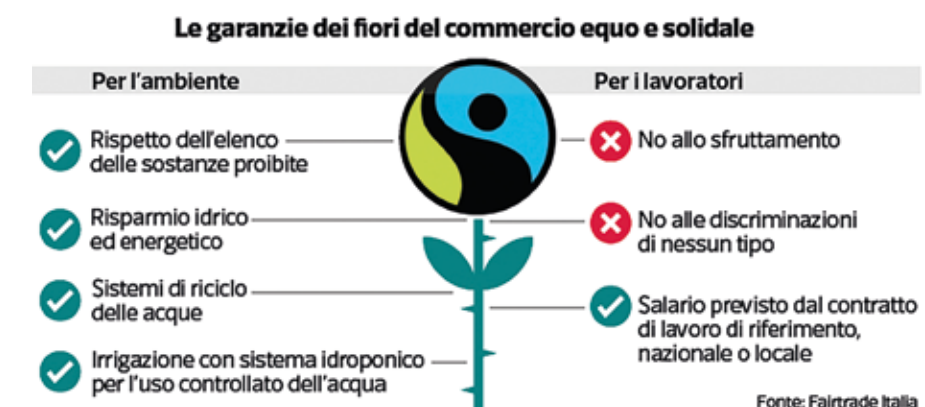 Le garanzie dei fiori del commercio equo e solidale
Per l'ambiente
Rispetto dell'elenco
delle sostanze proibite
Risparmio idrico
ed energetico
Sistemi di riciclo
delle acque
Irrigazione con sistema idroponico
per l'uso controllato dell'acqua
Per i lavoratori
No allo sfruttamento
No alle discriminazioni
di nessun tipo
Salario previsto dal contratto
di lavoro di riferimento,
nazionale o locale
Fonte: Fairtrade Italia